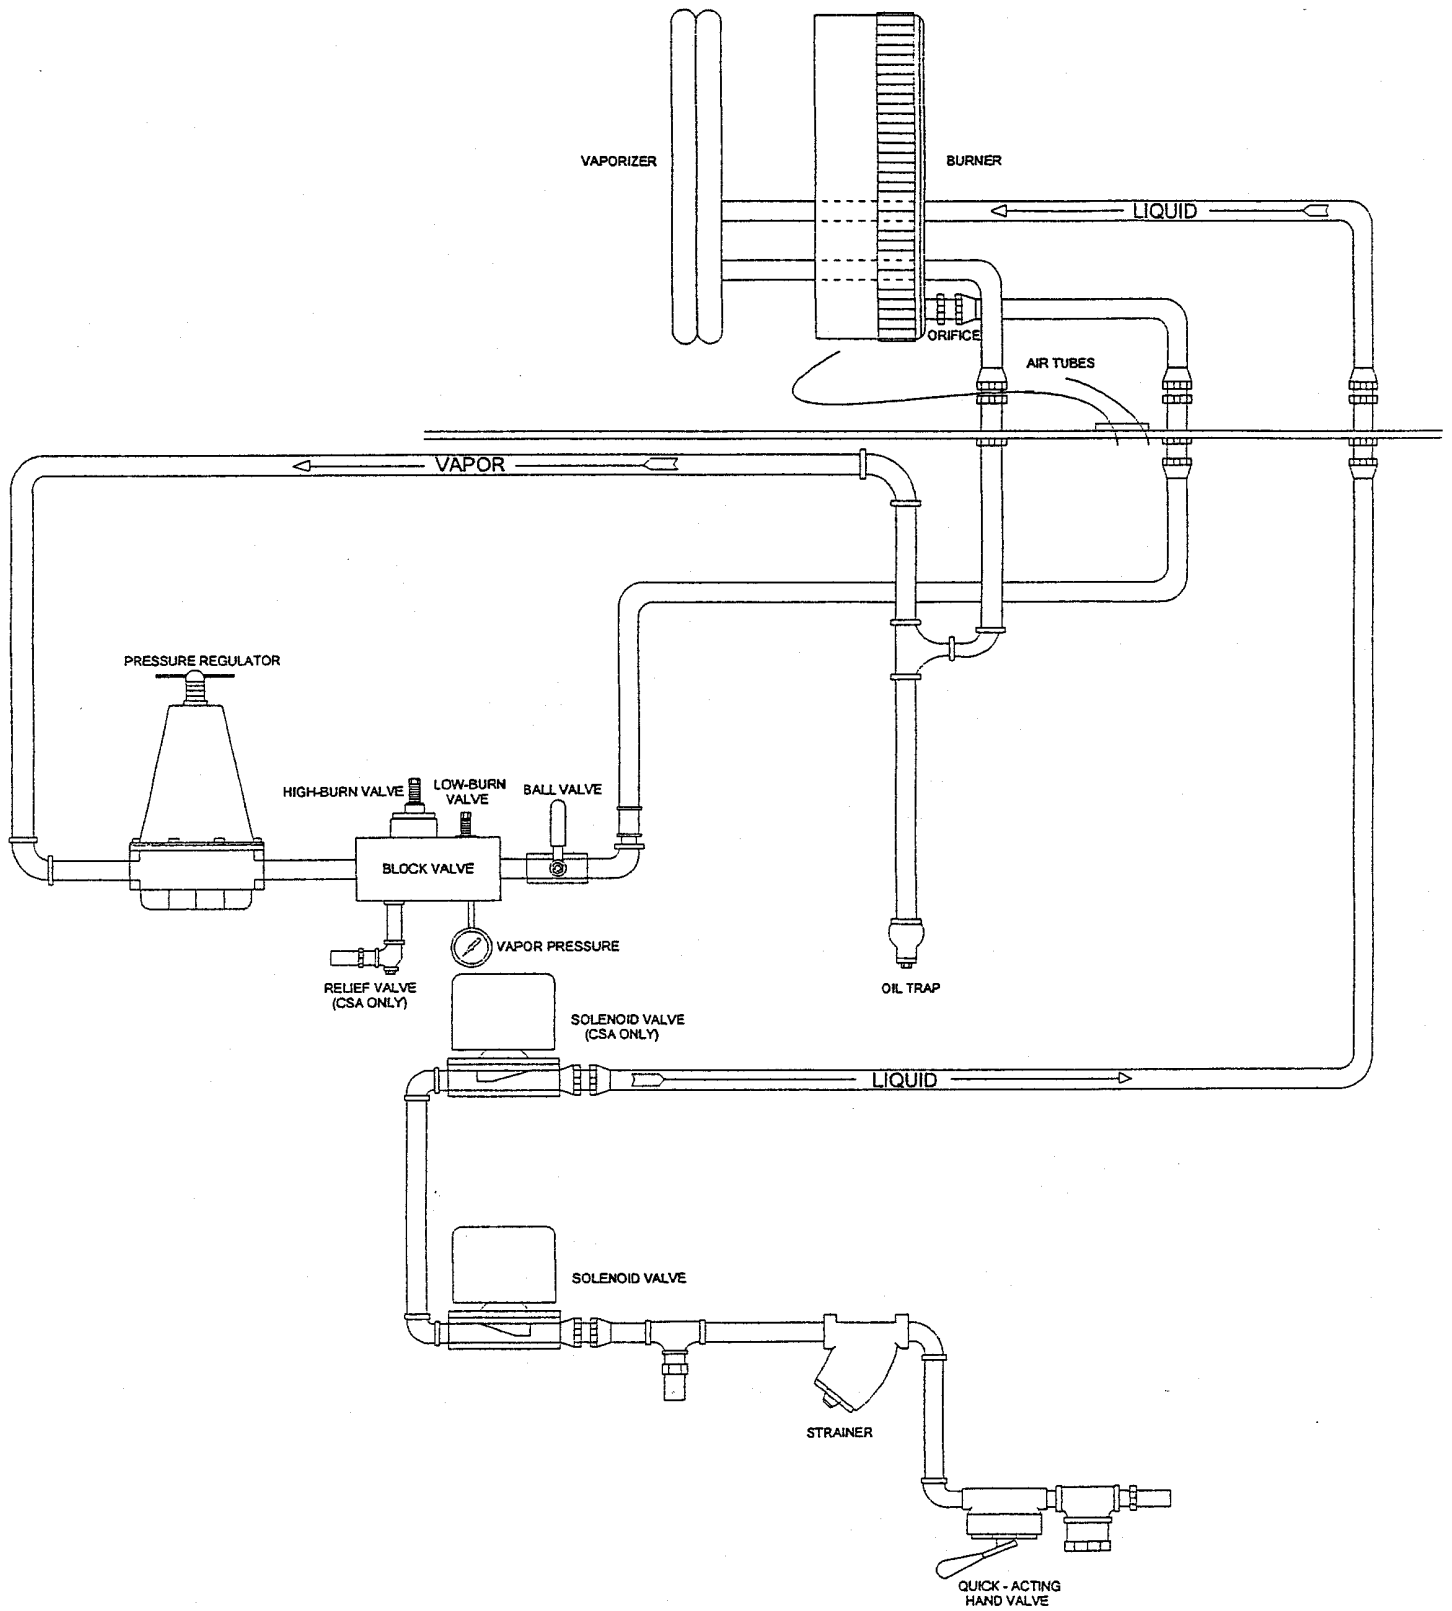 VAPORIZER
BURNER
LIQUID
ORIFICE
AIR TUBES
VAPOR
PRESSURE REGULATOR
HIGH-BURN VALVE
LOW-BURN
VALVE
BALL VALVE
BLOCK VALVE
VAPOR PRESSURE
RELIEF VALVE
(CSA ONLY)
OIL TRAP
SOLENOID VALVE
(CSA ONLY)
LIQUID
SOLENOID VALVE
STRAINER
QUICK - ACTING
HAND VALVE